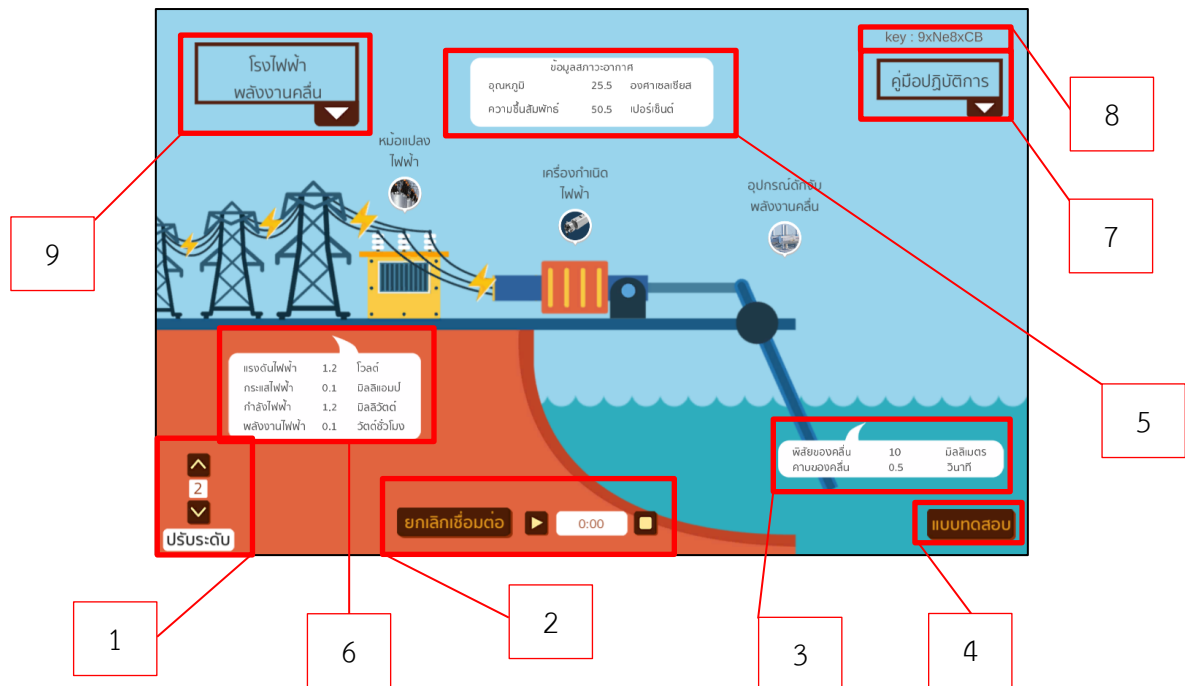 key : 9xNe8xCB
โรงไฟฟ้า
พลังงานคลื่น
ข้อมูลสภาวะอากาศ
อุณหภูมิ 25.5 องศาเซลเซียส
ความชื้นสัมพัทธ์ 50.5 เปอร์เซ็นต์
คู่มือปฏิบัติการ
8
หม้อแปลง
ไฟฟ้า
เครื่องกำเนิด
ไฟฟ้า
อุปกรณ์ดักจับ
พลังงานคลื่น
9
7
แรงดันไฟฟ้า 1.2 โวลต์
กระแสไฟฟ้า 0.1 มิลลิแอมป์
กำลังไฟฟ้า 1.2 มิลลิวัตต์
พลังงานไฟฟ้า 0.1 วัตต์ชั่วโมง
5
พิสัยของคลื่น 10 มิลลิเมตร
คาบของคลื่น 0.5 วินาที
2
ปรับระดับ
ยกเลิกเชื่อมต่อ 0:00
แบบทดสอบ
1
6
2
3
4